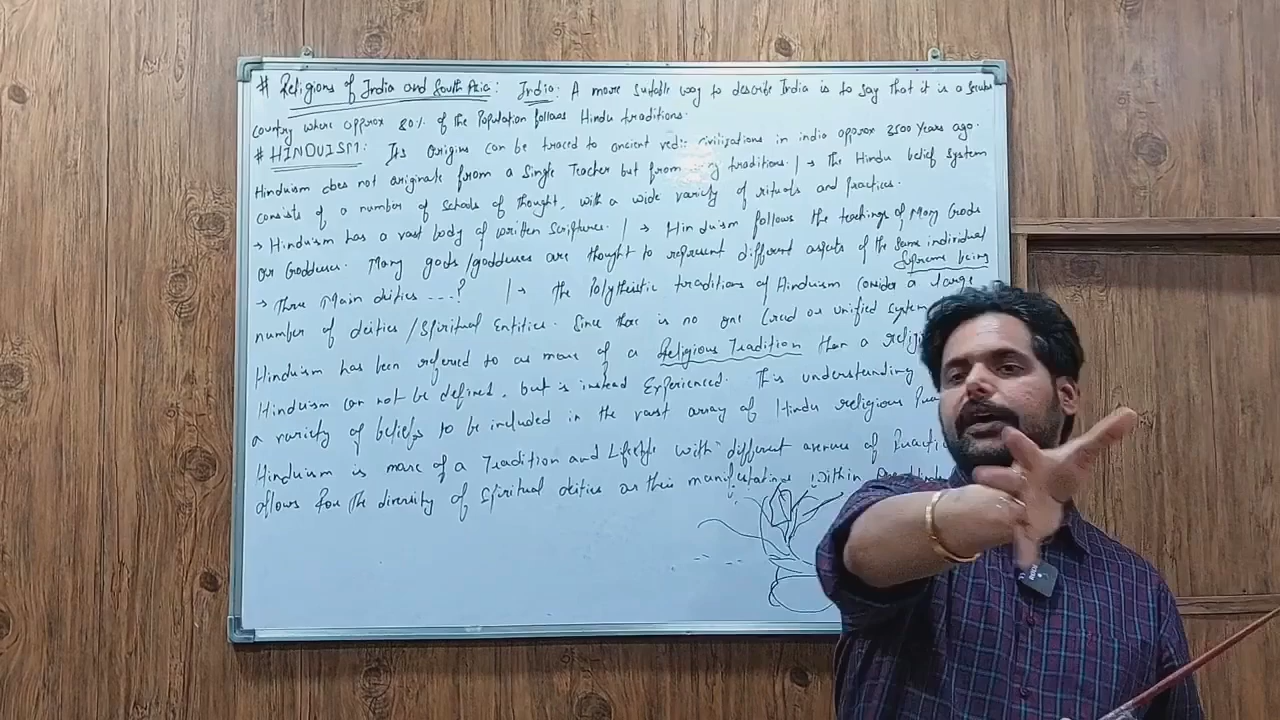 # Religions of India and South Asia: India: A more suitable way to describe India is to say that it is a secular
country where approx 80% of the Population follows Hindu traditions.
# HINDUISM: Its origins can be traced to ancient vedic civilizations in india approx 3500 Years ago.
Hinduism does not originate from a Single Teacher but from many traditions. | → The Hindu belief System
consists of a number of schools of thought, with a wide variety of rituals and Practices.
→ Hinduism has a vast body of written scriptures. | → Hinduism follows the teachings of Many Gods
or Goddesses. Many gods/goddesses are thought to represent different aspects of the same individual
Supreme being
→ Three Main deities ---? | → The Polytheistic traditions of Hinduism consider a large
number of deities / Spiritual Entities. Since there is no one Creed or unified system
Hinduism has been referred to as more of a Religious Tradition than a
Hinduism can not be defined, but is instead Experienced. This understanding
a variety of beliefs to be included in the vast array of Hindu religious
Hinduism is more of a Tradition and Lifestyle with different avenues of
allows for the diversity of Spiritual deities or their manifestations within